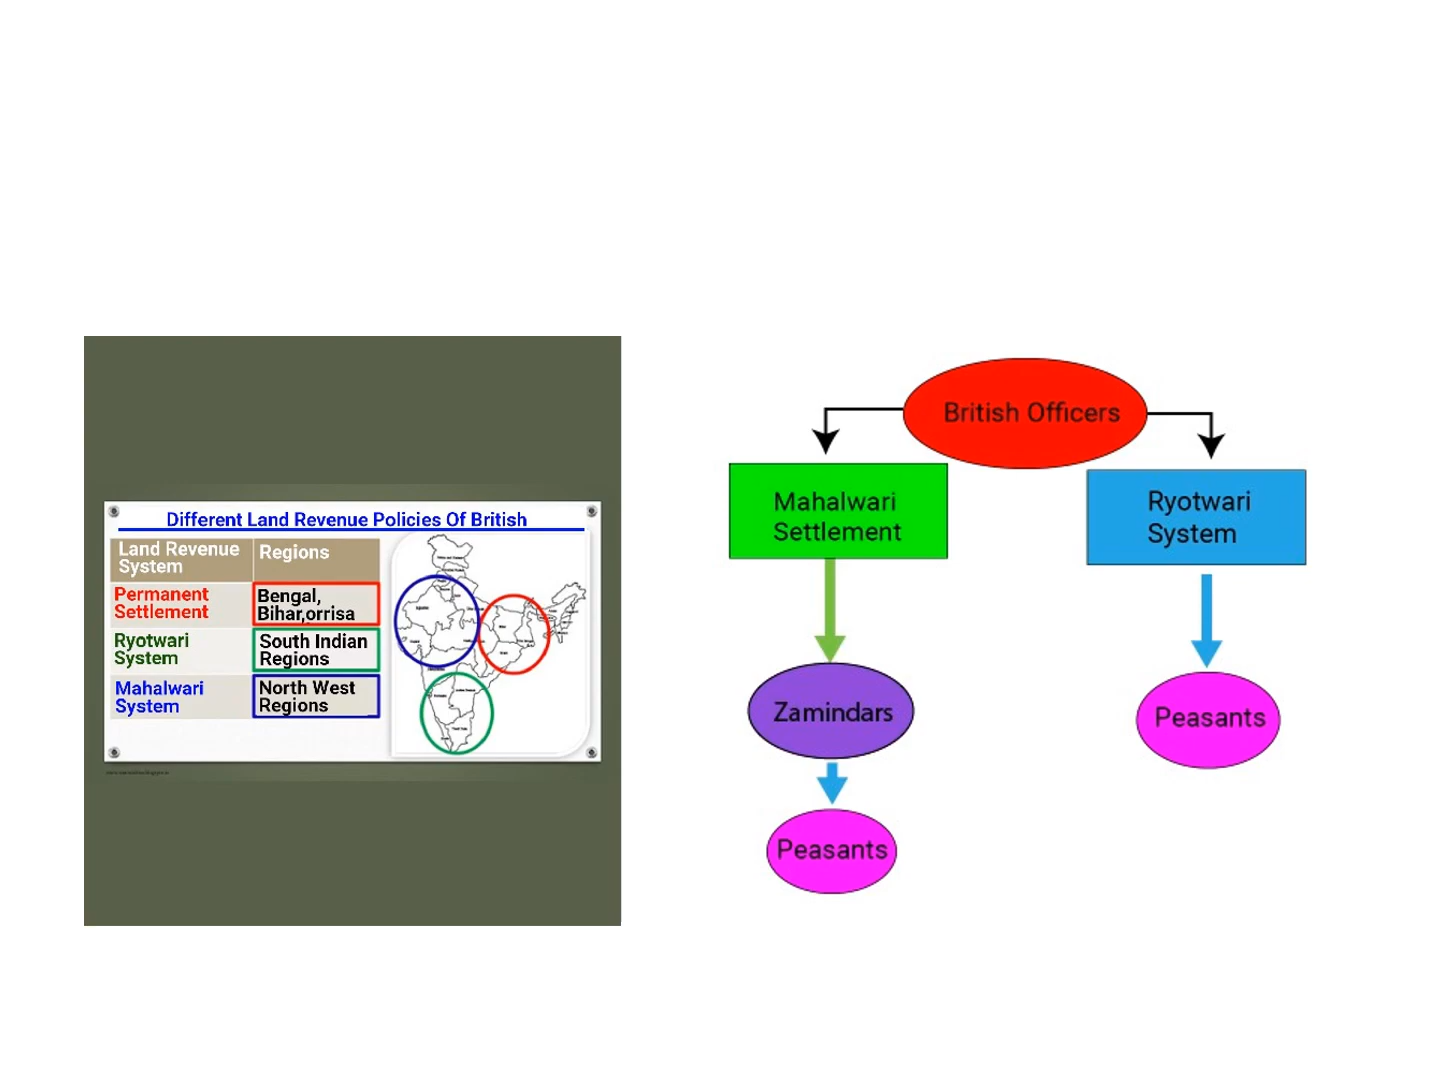 Different Land Revenue Policies Of British
Land Revenue
System
Regions
Permanent
Settlement
Bengal,
Bihar,orrisa
Ryotwari
System
South Indian
Regions
Mahalwari
System
North West
Regions
British Officers
Mahalwari
Settlement
Ryotwari
System
Zamindars
Peasants
Peasants